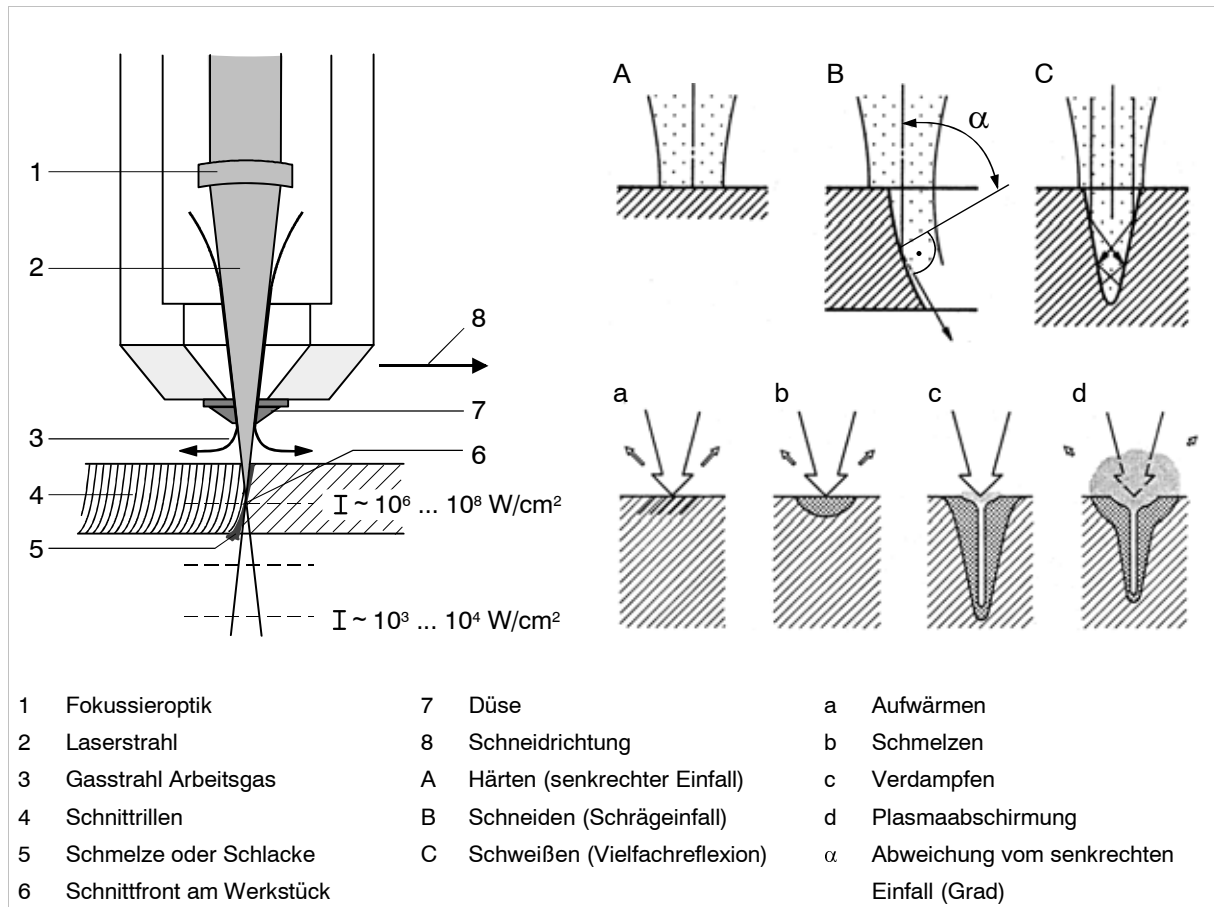 A
B
C
α
1
2
8
7
3
6
4
I ~ 10⁶ ... 10⁸ W/cm²
5
I ~ 10³ ... 10⁴ W/cm²
a
b
c
d
1 Fokussieroptik
2 Laserstrahl
3 Gasstrahl Arbeitsgas
4 Schnittrillen
5 Schmelze oder Schlacke
6 Schnittfront am Werkstück
7 Düse
8 Schneidrichtung
A Härten (senkrechter Einfall)
B Schneiden (Schrägeinfall)
C Schweißen (Vielfachreflexion)
a Aufwärmen
b Schmelzen
c Verdampfen
d Plasmaabschirmung
α Abweichung vom senkrechten
Einfall (Grad)